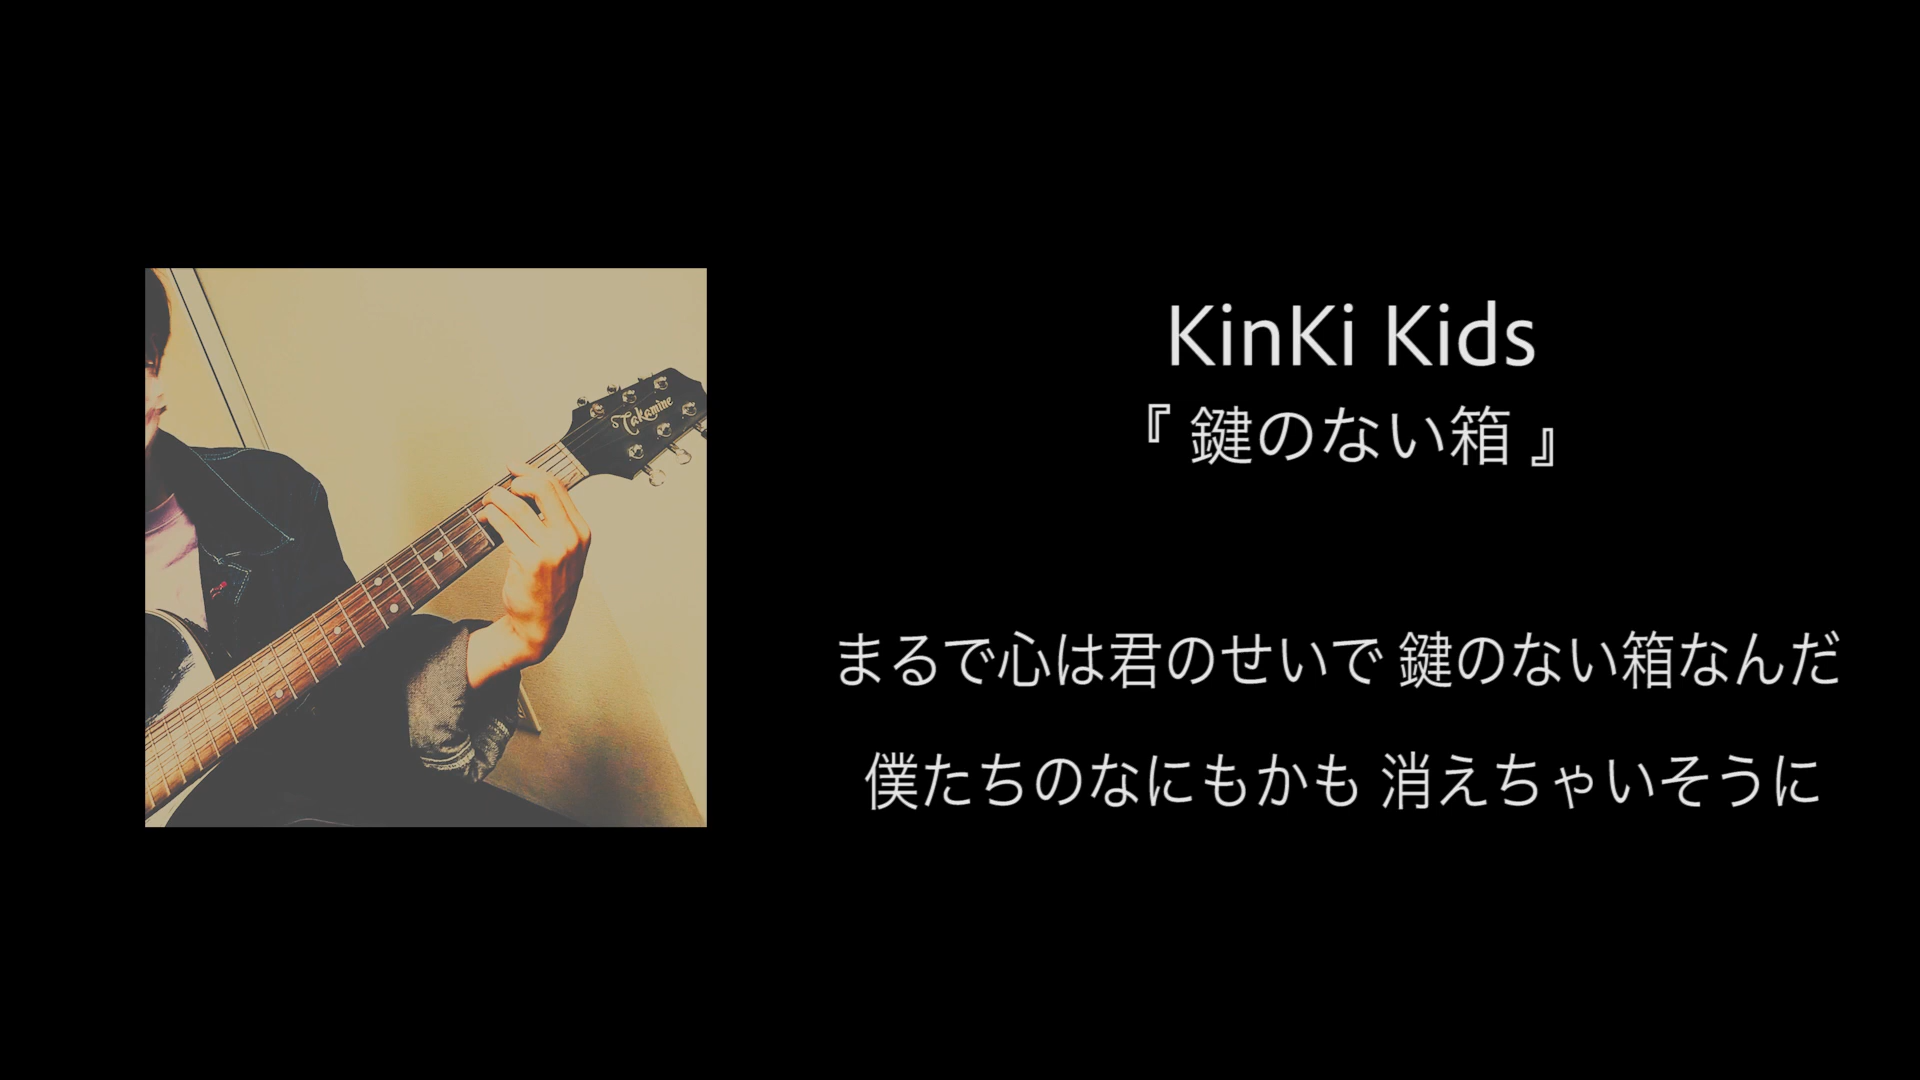 Takamine
KinKi Kids
『 鍵のない箱 』
まるで心は君のせいで 鍵のない箱なんだ
僕たちのなにもかも 消えちゃいそうに